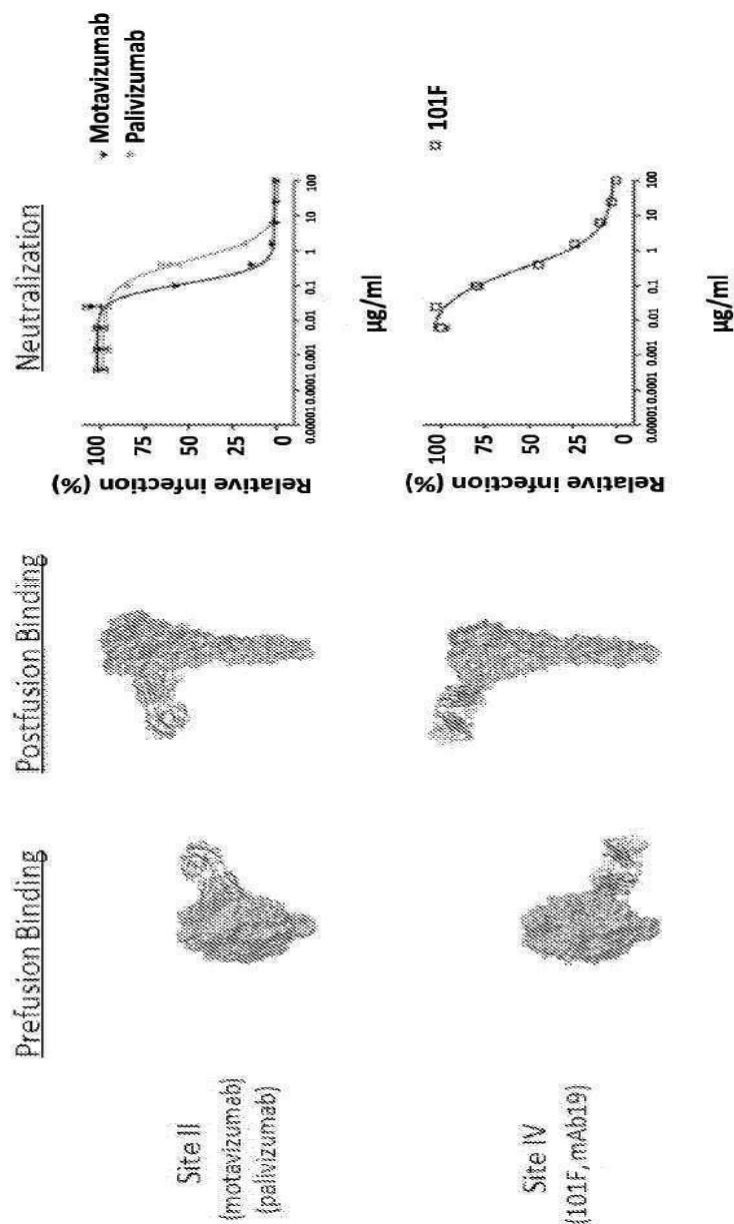 Prefusion Binding
Postfusion Binding
Neutralization
Site II
(motavizumab)
(palivizumab)
Relative infection (%)
100
75
50
25
0
0.00001
0.0001
0.001
0.01
0.1
1
10
100
µg/ml
Motavizumab
Palivizumab
Site IV
(101F, mAb19)
Relative infection (%)
100
75
50
25
0
0.00001
0.0001
0.001
0.01
0.1
1
10
100
µg/ml
101F